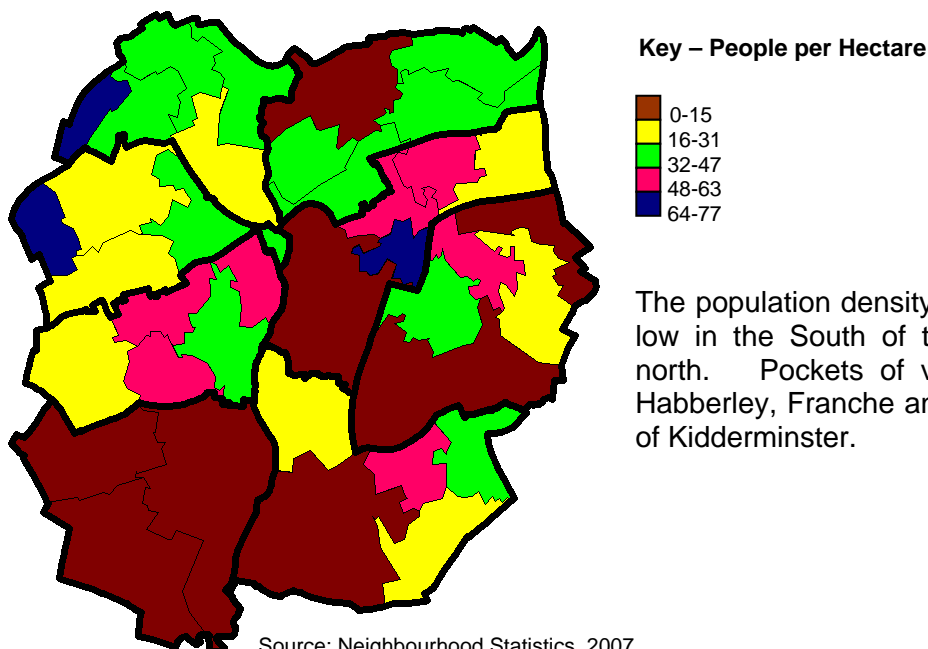 Key – People per Hectare
0-15
16-31
32-47
48-63
64-77
The population density
low in the South of
north. Pockets of
Habberley, Franche
of Kidderminster.
Source: Neighbourhood Statistics, 2007